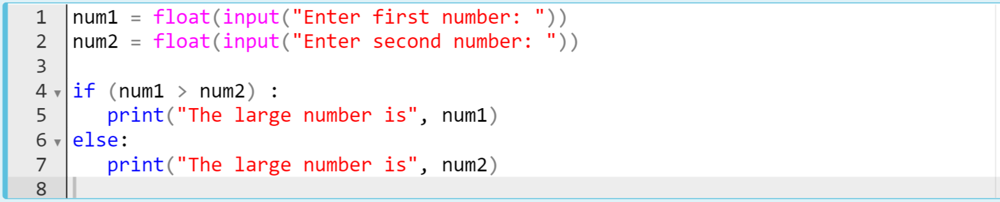 1 num1 = float(input("Enter first number: "))
2 num2 = float(input("Enter second number: "))
3
4 if (num1 > num2) :
5    print("The large number is", num1)
6 else:
7    print("The large number is", num2)
8